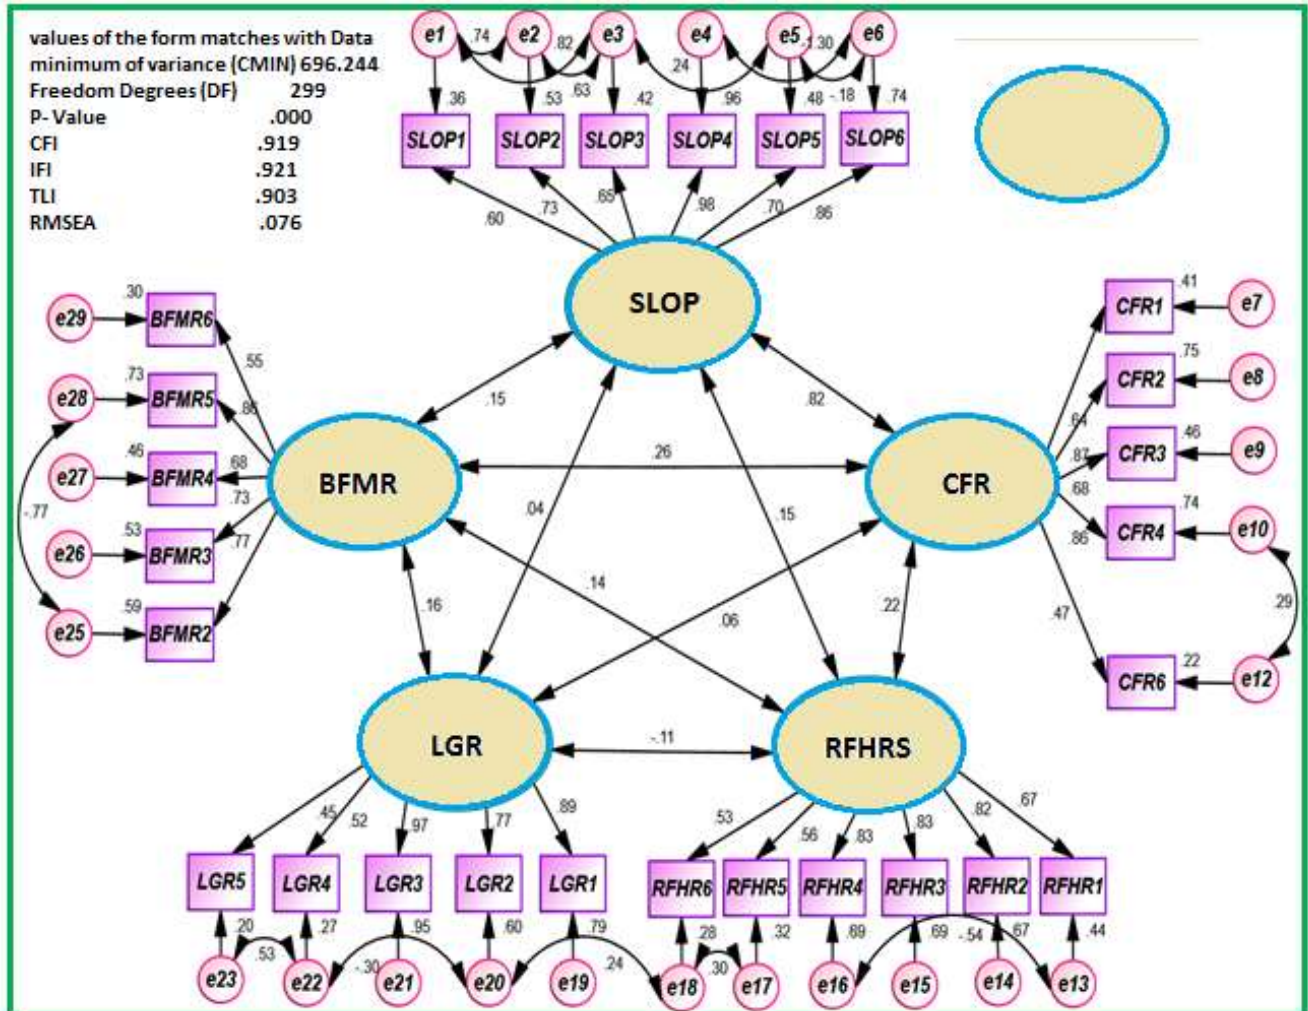 values of the form matches with Data
minimum of variance (CMIN) 696.244
Freedom Degrees (DF) 299
P- Value .000
CFI .919
IFI .921
TLI .903
RMSEA .076
e1 e2 e3 e4 e5 e6
.74 .82 .63 .24 -.18
.36 .53 .42 .96 .48 .74
SLOP1 SLOP2 SLOP3 SLOP4 SLOP5 SLOP6
.60 .73 .65 .98 .70 .86
SLOP
e29 .30 BFMR6 .55
e28 .73 BFMR5 .86
e27 .46 BFMR4 .68
-.77
e26 .53 BFMR3 .73
e25 .59 BFMR2 .77
CFR1 .41 e7
CFR2 .75 e8
CFR3 .46 e9
CFR4 .74 e10
CFR6 .22 e12
.64
.87
.68
.86
.47
.29
.15 .82
BFMR .26 CFR
.04 .15
.16 .14 .06 .22
LGR -.11 RFHRS
.45 .52 .97 .77 .89
.53 .56 .83 .83 .82 .67
LGR5 LGR4 LGR3 LGR2 LGR1
RFHR6 RFHR5 RFHR4 RFHR3 RFHR2 RFHR1
.20 .27 .95 .60 .79
.28 .32 .69 .69 -.54 .67 .44
.53 -.30 .24 .30
e23 e22 e21 e20 e19 e18 e17 e16 e15 e14 e13